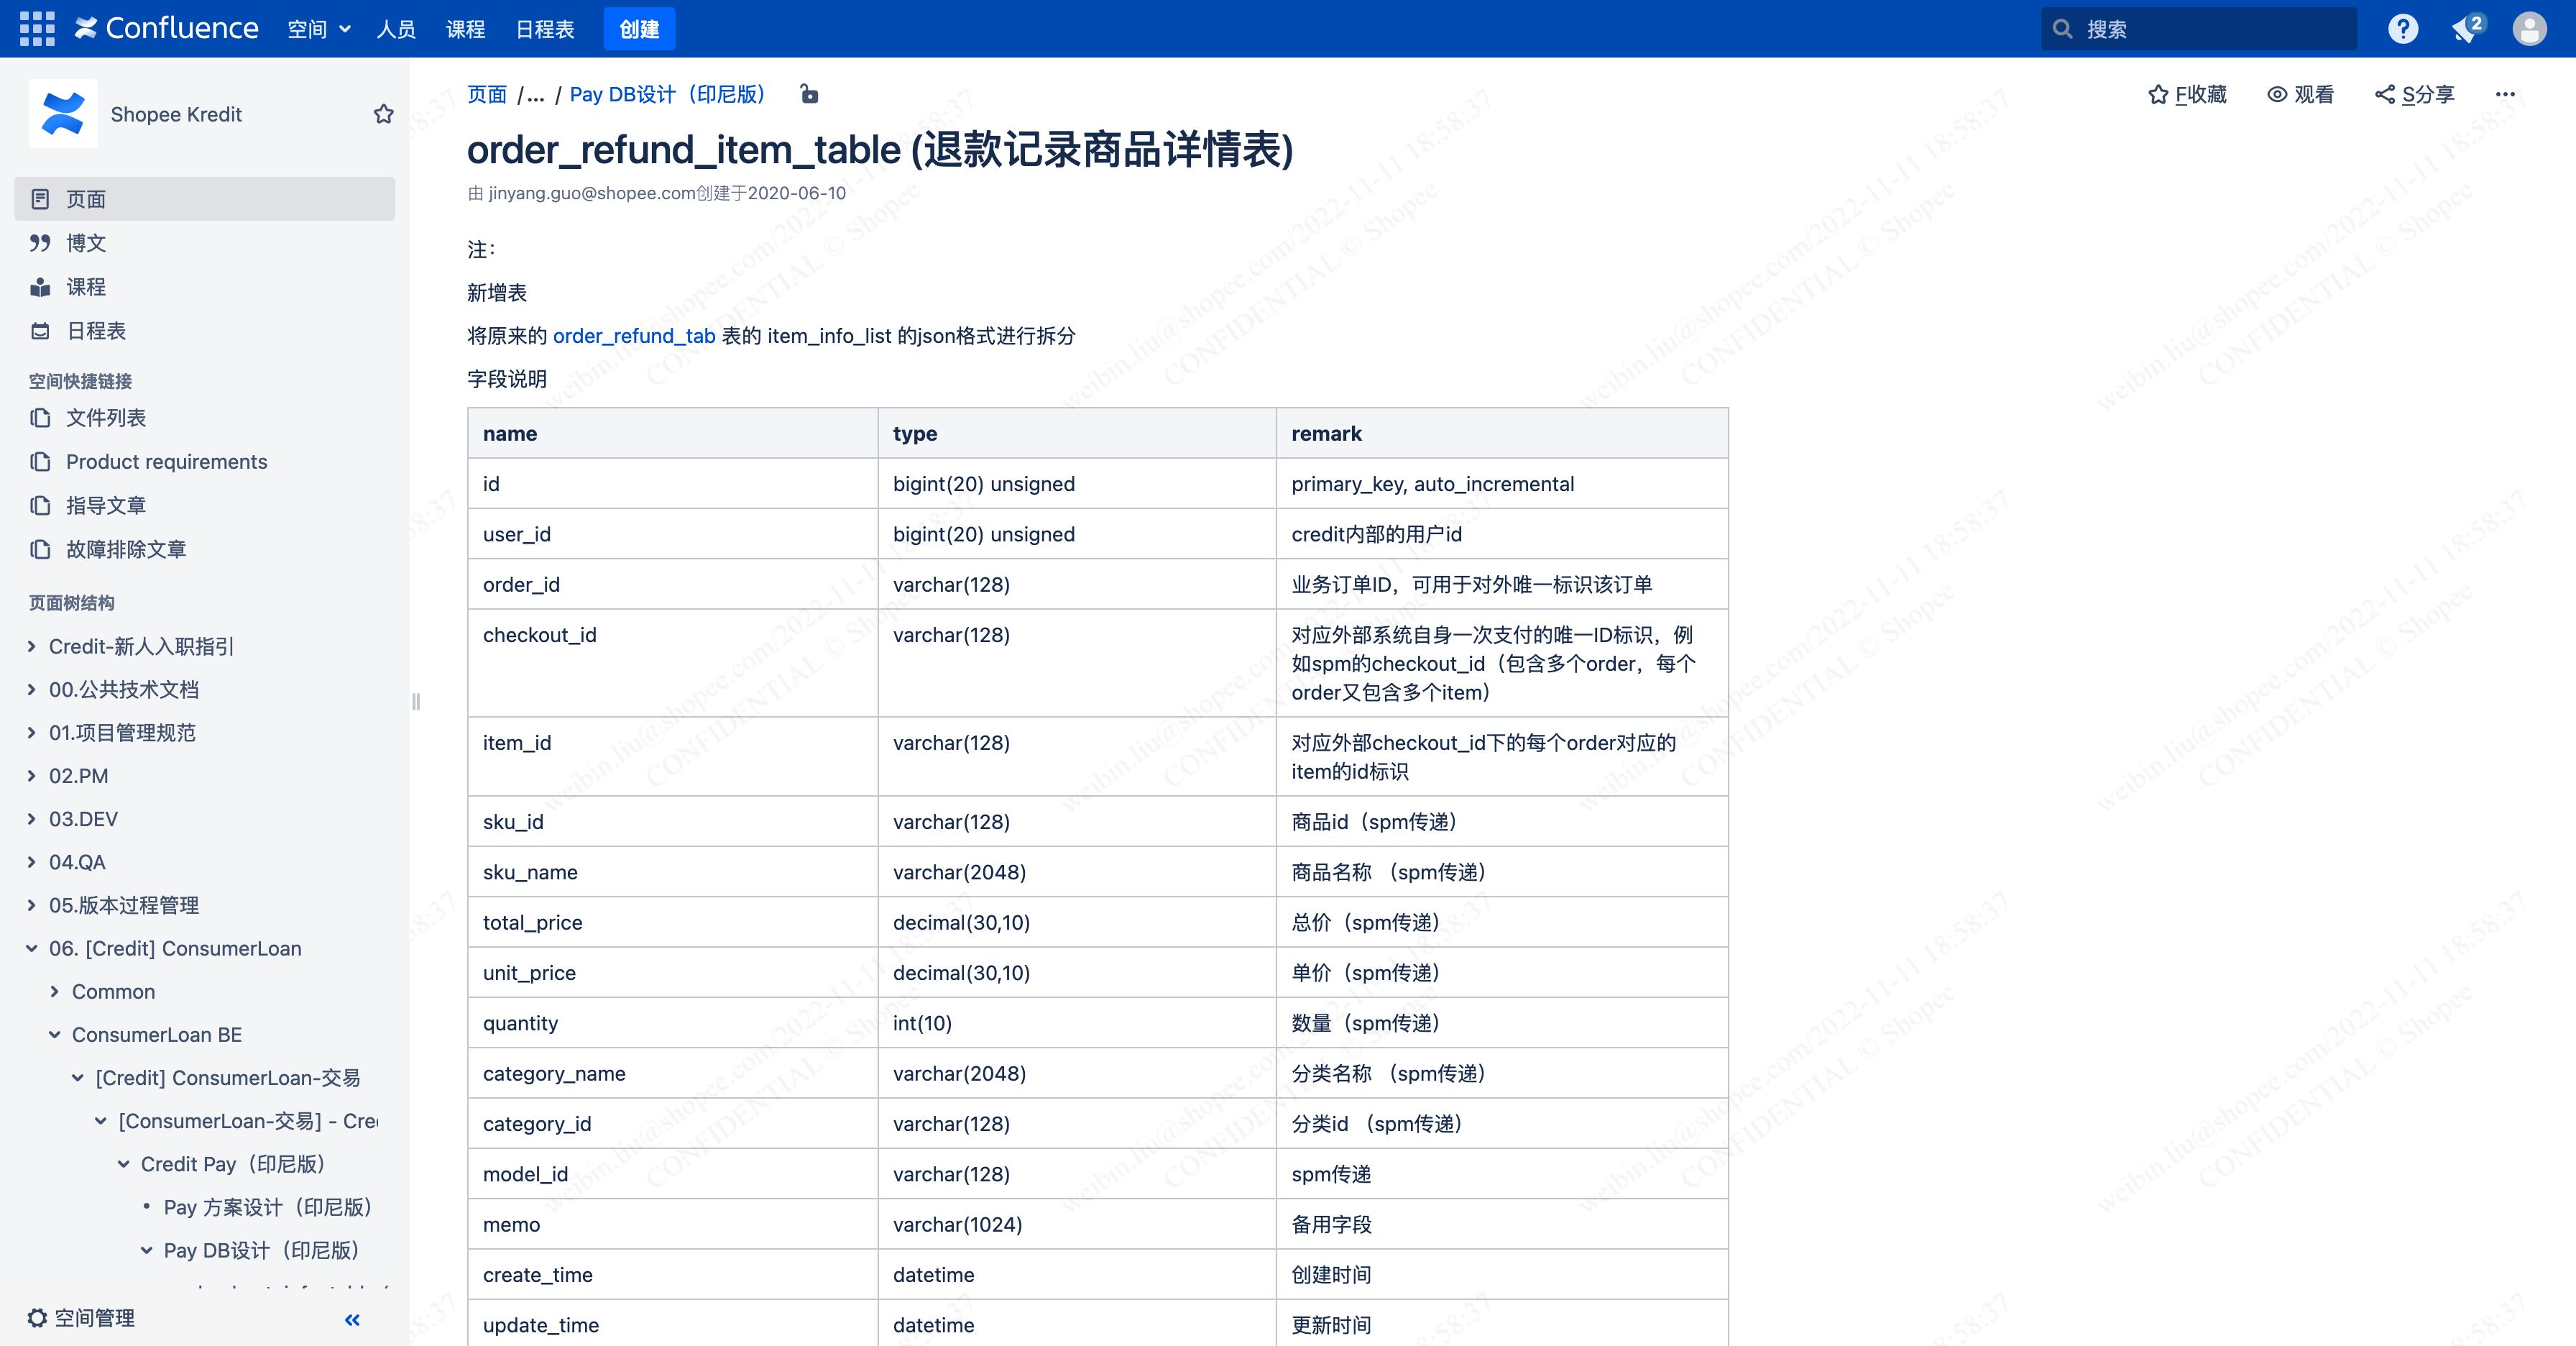 Confluence 空间 人员 课程 日程表 创建 搜索 2
Shopee Kredit
页面
博文
课程
日程表
空间快捷链接
文件列表
Product requirements
指导文章
故障排除文章
页面树结构
Credit-新人入职指引
00.公共技术文档
01.项目管理规范
02.PM
03.DEV
04.QA
05.版本过程管理
06. [Credit] ConsumerLoan
Common
ConsumerLoan BE
[Credit] ConsumerLoan-交易
[ConsumerLoan-交易] - Cre
Credit Pay（印尼版）
Pay 方案设计（印尼版）
Pay DB设计（印尼版）
空间管理
页面 /... / Pay DB设计（印尼版）
F收藏 观看 S分享
order_refund_item_table (退款记录商品详情表)
由 jinyang.guo@shopee.com创建于2020-06-10
注：
新增表
将原来的 order_refund_tab 表的 item_info_list 的json格式进行拆分
字段说明
name type remark
id bigint(20) unsigned primary_key, auto_incremental
user_id bigint(20) unsigned credit内部的用户id
order_id varchar(128) 业务订单ID，可用于对外唯一标识该订单
checkout_id varchar(128) 对应外部系统自身一次支付的唯一ID标识，例
如spm的checkout_id（包含多个order，每个
order又包含多个item）
item_id varchar(128) 对应外部checkout_id下的每个order对应的
item的id标识
sku_id varchar(128) 商品id（spm传递）
sku_name varchar(2048) 商品名称 （spm传递）
total_price decimal(30,10) 总价（spm传递）
unit_price decimal(30,10) 单价（spm传递）
quantity int(10) 数量（spm传递）
category_name varchar(2048) 分类名称 （spm传递）
category_id varchar(128) 分类id （spm传递）
model_id varchar(128) spm传递
memo varchar(1024) 备用字段
create_time datetime 创建时间
update_time datetime 更新时间
weibin.liu@shopee.com/2022-11-11 18:58:37
CONFIDENTIAL © Shopee